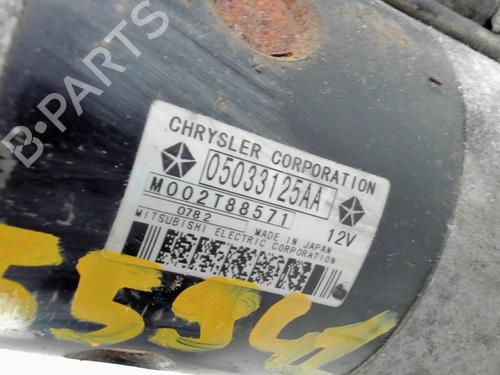 B-PARTS
CHRYSLER CORPORATION
05033125AA
M002T88571
0782 MADE IN JAPAN 12V
MITSUBISHI ELECTRIC CORPORATION